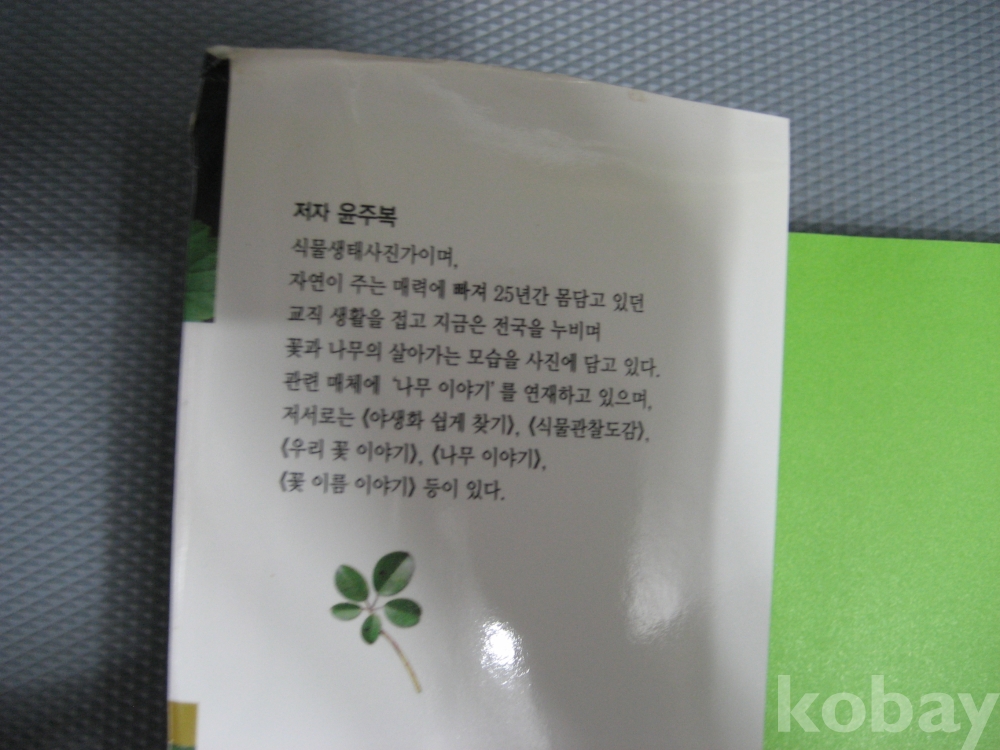 저자 윤주복
식물생태사진가이며,
자연이 주는 매력에 빠져 25년간 몸담고 있던
교직 생활을 접고 지금은 전국을 누비며
꽃과 나무의 살아가는 모습을 사진에 담고 있다.
관련 매체에 '나무 이야기'를 연재하고 있으며,
저서로는 《야생화 쉽게 찾기》, 《식물관찰도감》,
《우리 꽃 이야기》, 《나무 이야기》,
《꽃 이름 이야기》 등이 있다.
kobay